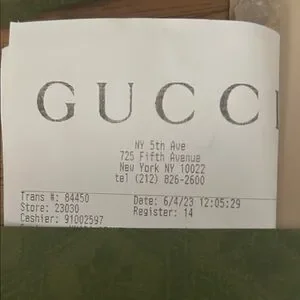 GUCCI
NY 5th Ave
725 Fifth Avenue
New York NY 10022
tel (212) 826-2600
Trans #: 84450 Date: 6/4/23 12:05:29
Store: 23030 Register: 14
Cashier: 91002597